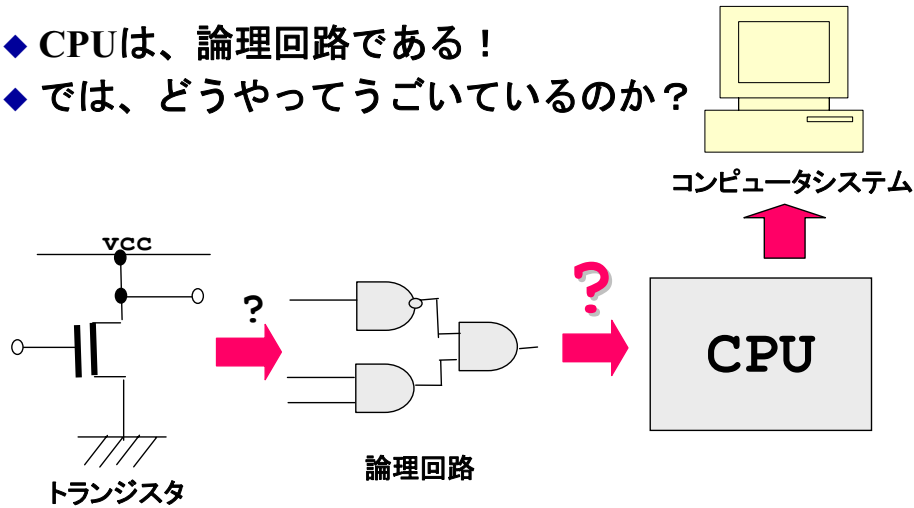 CPUは、論理回路である！
では、どうやってうごいているのか？
コンピュータシステム
vcc
?
?
CPU
論理回路
トランジスタ